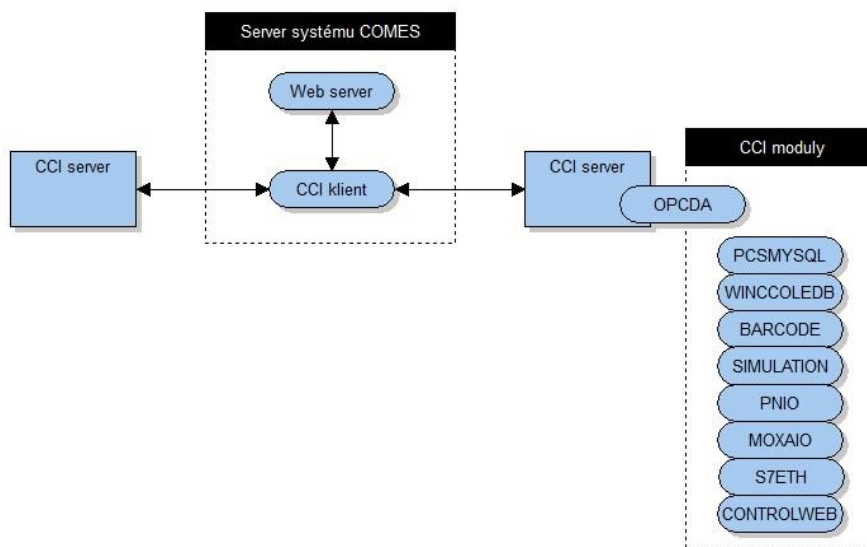 Server systému COMES
Web server
CCI server
CCI klient
CCI server
CCI moduly
OPCDA
PCSMYSQL
WINCCOLEDB
BARCODE
SIMULATION
PNIO
MOXAIO
S7ETH
CONTROLWEB